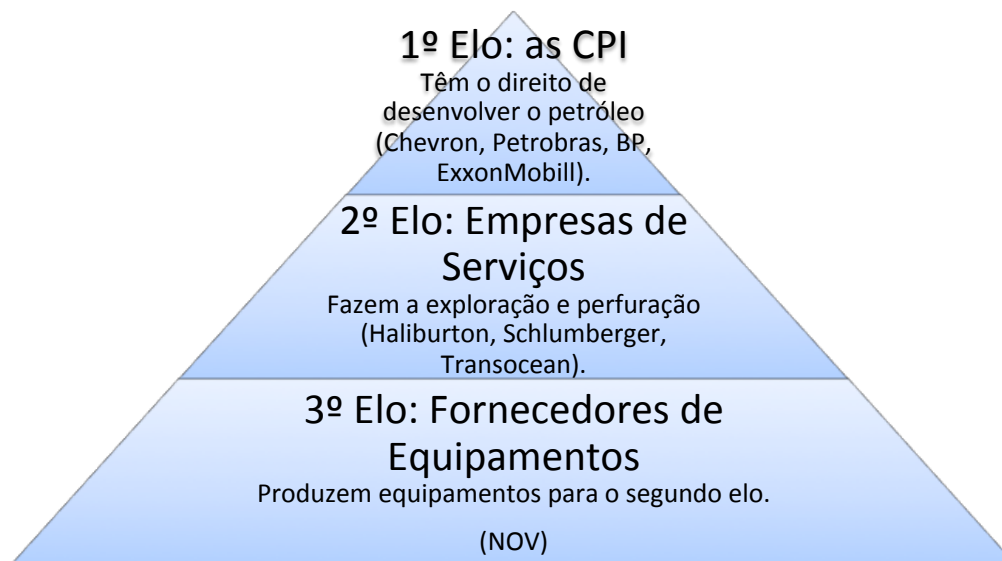 1º Elo: as CPI
Têm o direito de
desenvolver o petróleo
(Chevron, Petrobras, BP,
ExxonMobill).
2º Elo: Empresas de
Serviços
Fazem a exploração e perfuração
(Haliburton, Schlumberger,
Transocean).
3º Elo: Fornecedores de
Equipamentos
Produzem equipamentos para o segundo elo.
(NOV)